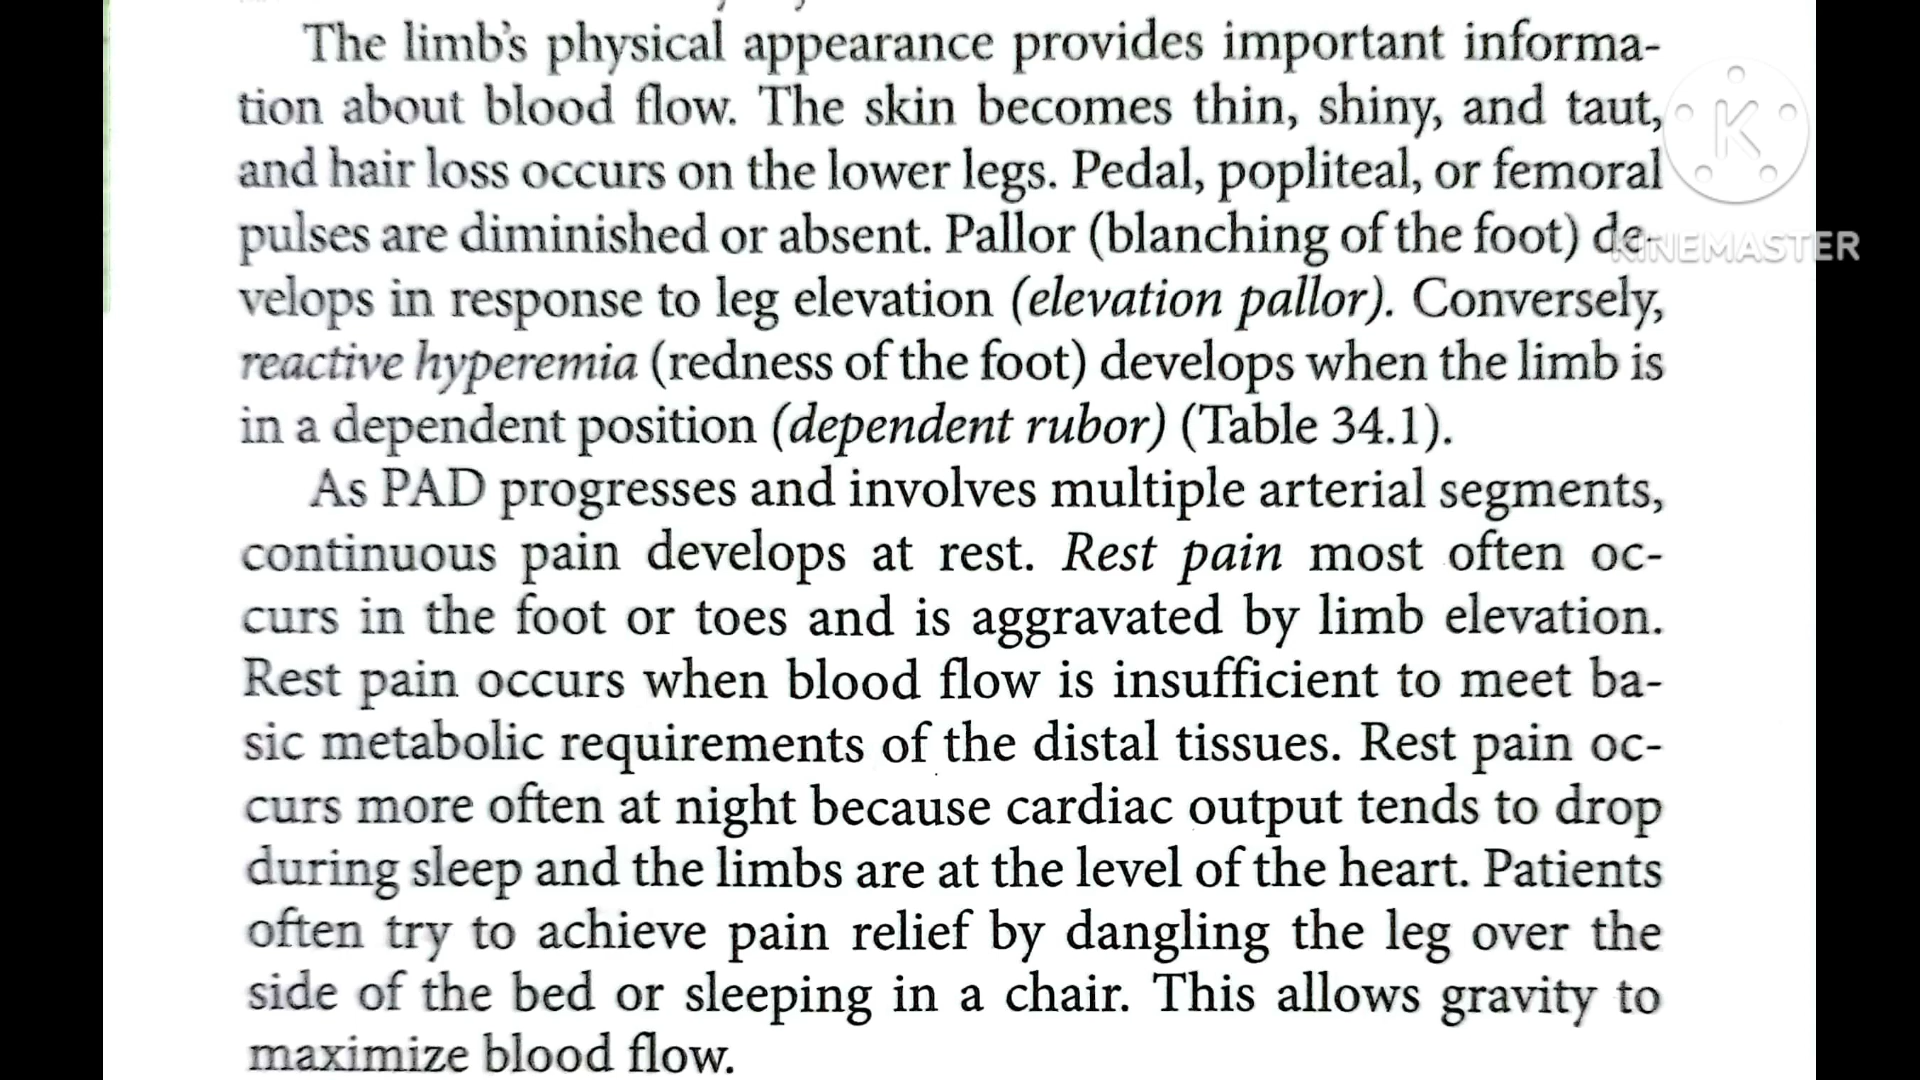 The limb's physical appearance provides important informa-
tion about blood flow. The skin becomes thin, shiny, and taut,
and hair loss occurs on the lower legs. Pedal, popliteal, or femoral
pulses are diminished or absent. Pallor (blanching of the foot) de-
velops in response to leg elevation (elevation pallor). Conversely,
reactive hyperemia (redness of the foot) develops when the limb is
in a dependent position (dependent rubor) (Table 34.1).
As PAD progresses and involves multiple arterial segments,
continuous pain develops at rest. Rest pain most often oc-
curs in the foot or toes and is aggravated by limb elevation.
Rest pain occurs when blood flow is insufficient to meet ba-
sic metabolic requirements of the distal tissues. Rest pain oc-
curs more often at night because cardiac output tends to drop
during sleep and the limbs are at the level of the heart. Patients
often try to achieve pain relief by dangling the leg over the
side of the bed or sleeping in a chair. This allows gravity to
maximize blood flow.
K
KINEMASTER